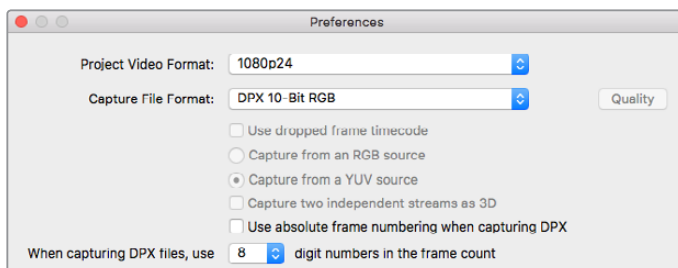 Preferences
Project Video Format: 1080p24
Capture File Format: DPX 10-Bit RGB Quality
Use dropped frame timecode
Capture from an RGB source
Capture from a YUV source
Capture two independent streams as 3D
Use absolute frame numbering when capturing DPX
When capturing DPX files, use 8 digit numbers in the frame count